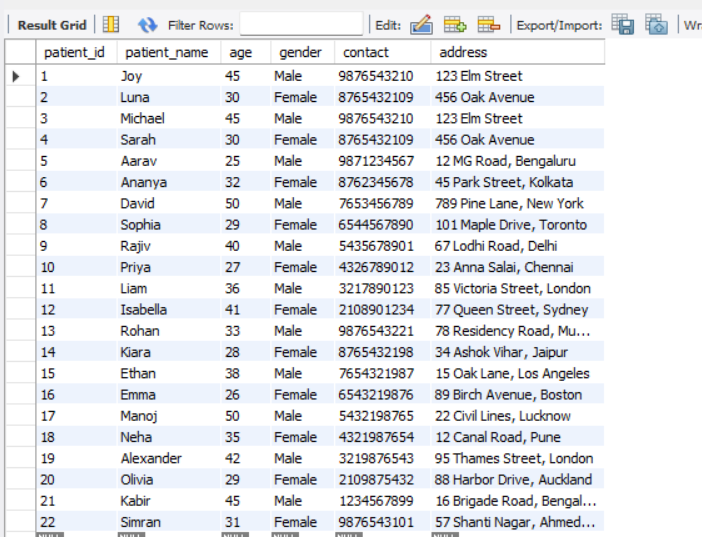 Result Grid Filter Rows: Edit: Export/Import: Wr
patient_id patient_name age gender contact address
1 Joy 45 Male 9876543210 123 Elm Street
2 Luna 30 Female 8765432109 456 Oak Avenue
3 Michael 45 Male 9876543210 123 Elm Street
4 Sarah 30 Female 8765432109 456 Oak Avenue
5 Aarav 25 Male 9871234567 12 MG Road, Bengaluru
6 Ananya 32 Female 8762345678 45 Park Street, Kolkata
7 David 50 Male 7653456789 789 Pine Lane, New York
8 Sophia 29 Female 6544567890 101 Maple Drive, Toronto
9 Rajiv 40 Male 5435678901 67 Lodhi Road, Delhi
10 Priya 27 Female 4326789012 23 Anna Salai, Chennai
11 Liam 36 Male 3217890123 85 Victoria Street, London
12 Isabella 41 Female 2108901234 77 Queen Street, Sydney
13 Rohan 33 Male 9876543221 78 Residency Road, Mu...
14 Kiara 28 Female 8765432198 34 Ashok Vihar, Jaipur
15 Ethan 38 Male 7654321987 15 Oak Lane, Los Angeles
16 Emma 26 Female 6543219876 89 Birch Avenue, Boston
17 Manoj 50 Male 5432198765 22 Civil Lines, Lucknow
18 Neha 35 Female 4321987654 12 Canal Road, Pune
19 Alexander 42 Male 3219876543 95 Thames Street, London
20 Olivia 29 Female 2109875432 88 Harbor Drive, Auckland
21 Kabir 45 Male 1234567899 16 Brigade Road, Bengal...
22 Simran 31 Female 9876543101 57 Shanti Nagar, Ahmed...